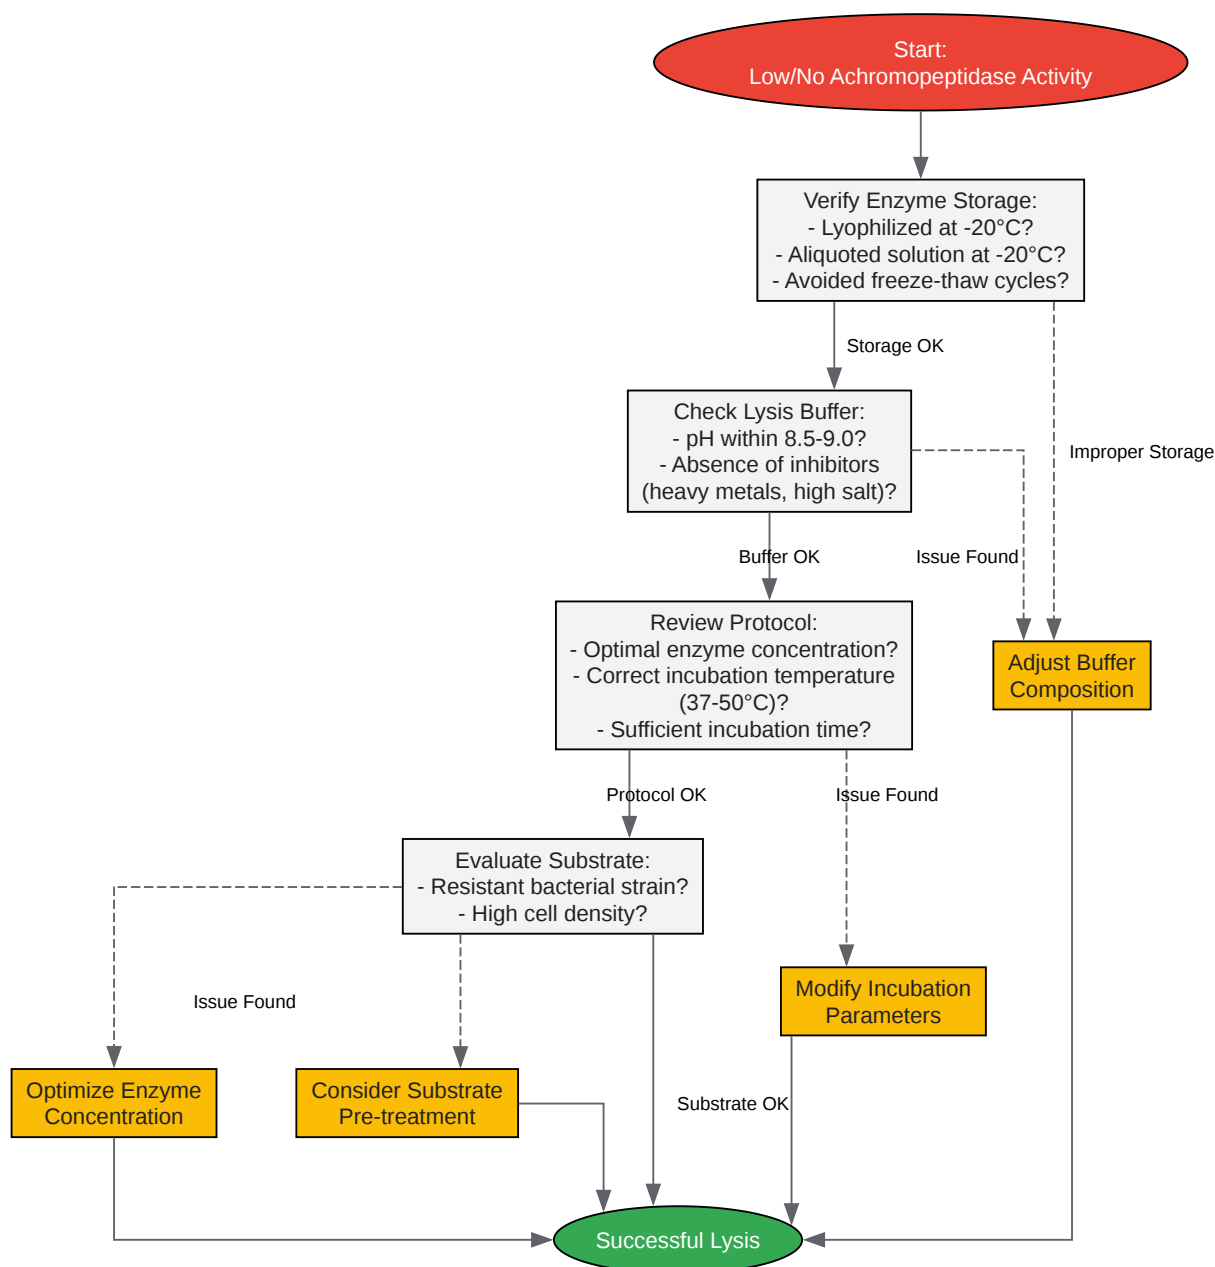 Start:
Low/No Achromopeptidase Activity
Verify Enzyme Storage:
- Lyophilized at -20°C?
- Aliquoted solution at -20°C?
- Avoided freeze-thaw cycles?
Storage OK
Check Lysis Buffer:
- pH within 8.5-9.0?
- Absence of inhibitors
(heavy metals, high salt)?
Improper Storage
Buffer OK
Issue Found
Review Protocol:
- Optimal enzyme concentration?
- Correct incubation temperature
(37-50°C)?
- Sufficient incubation time?
Adjust Buffer
Composition
Protocol OK
Issue Found
Evaluate Substrate:
- Resistant bacterial strain?
- High cell density?
Issue Found
Modify Incubation
Parameters
Optimize Enzyme
Concentration
Consider Substrate
Pre-treatment
Substrate OK
Successful Lysis